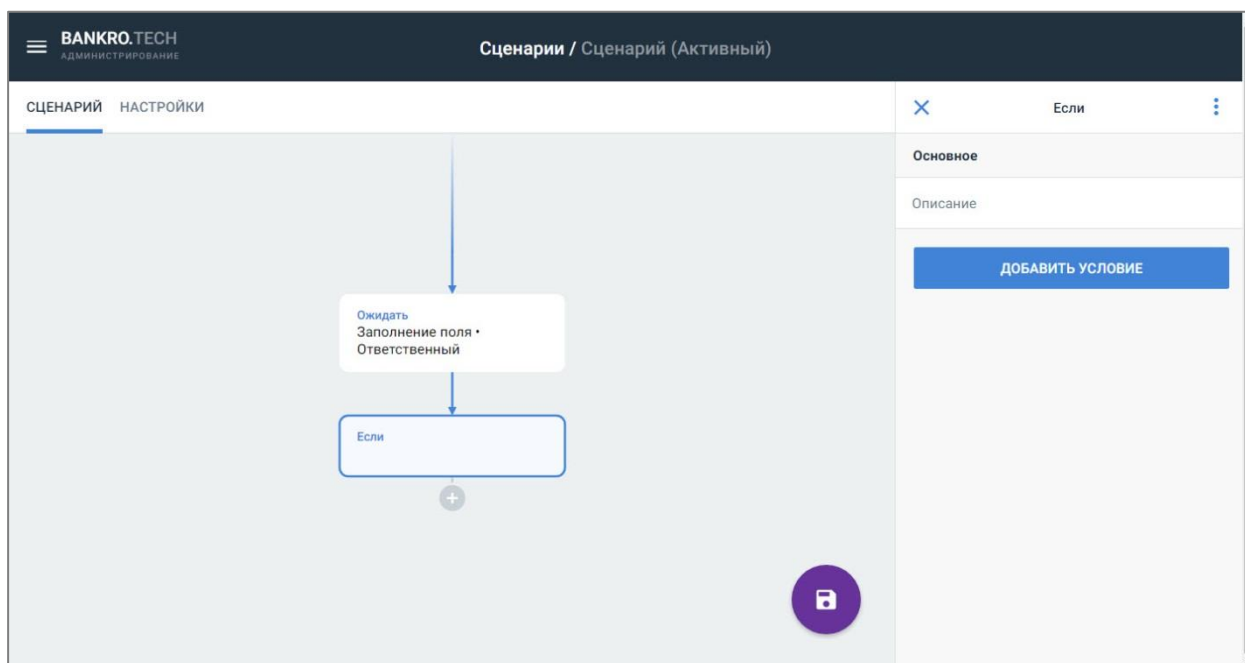 BANKRO.TECH
АДМИНИСТРИРОВАНИЕ
Сценарии / Сценарий (Активный)
СЦЕНАРИЙ НАСТРОЙКИ
Если
Основное
Описание
ДОБАВИТЬ УСЛОВИЕ
Ожидать
Заполнение поля •
Ответственный
Если